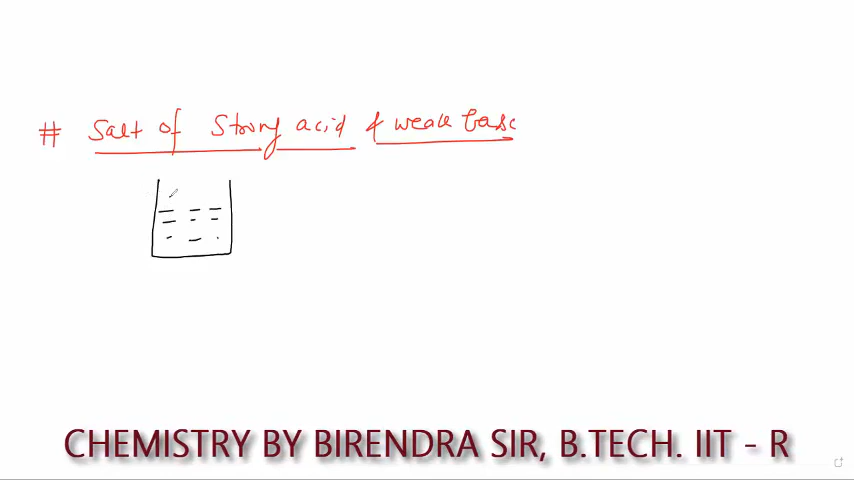 # Salt of Strong acid & weak base
CHEMISTRY BY BIRENDRA SIR, B.TECH. IIT - R